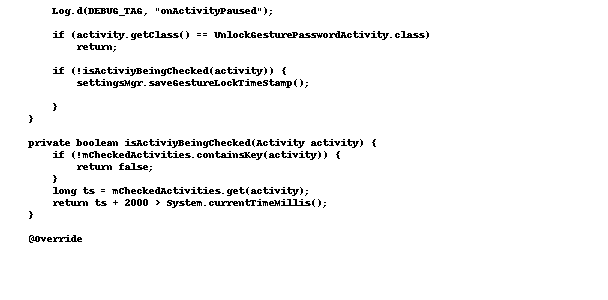 Log.d(DEBUG_TAG, "onActivityPaused");
if (activity.getClass() == UnlockGesturePasswordActivity.class)
return;
if (!isActiviyBeingChecked(activity)) {
settingsMgr.saveGestureLockTimeStamp();
}
}
private boolean isActiviyBeingChecked(Activity activity) {
if (!mCheckedActivities.containsKey(activity)) {
return false;
}
long ts = mCheckedActivities.get(activity);
return ts + 2000 > System.currentTimeMillis();
}
@Override